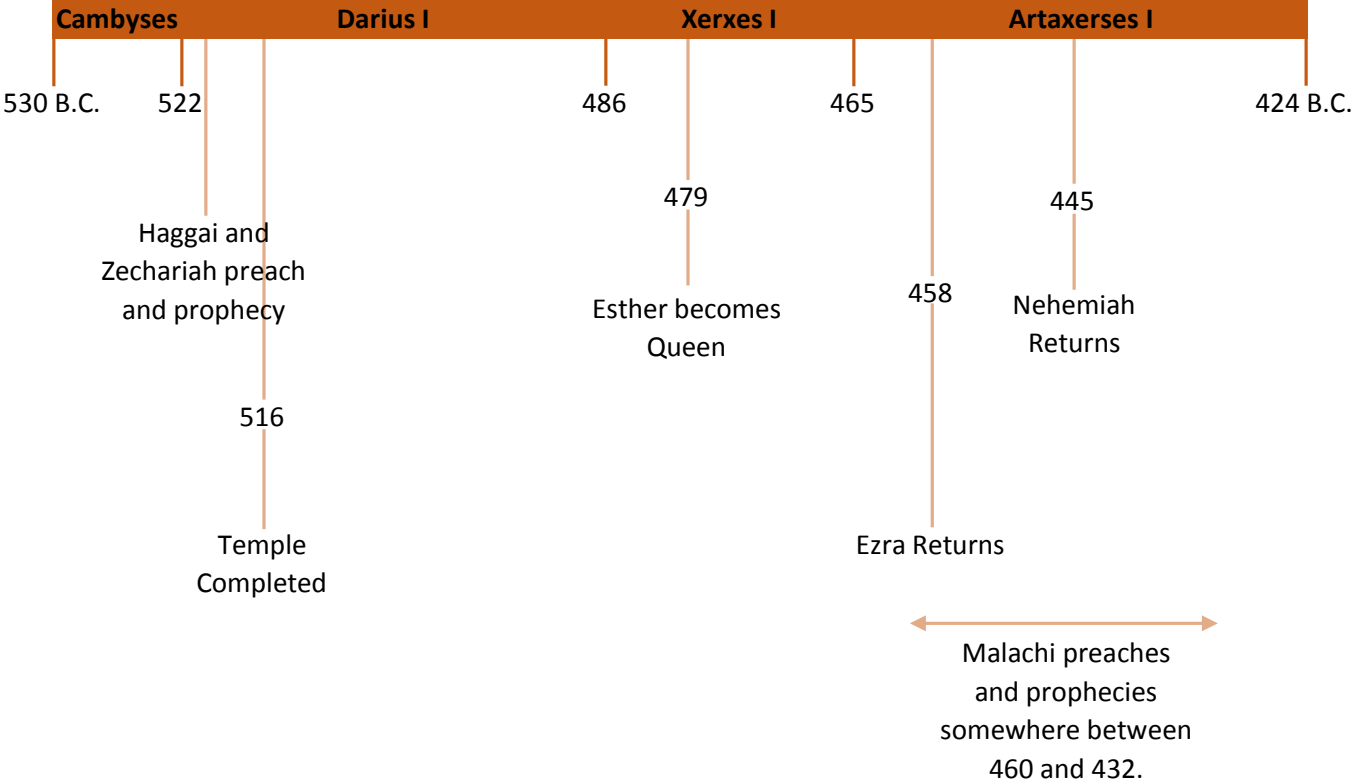 Cambyses Darius I Xerxes I Artaxerses I
530 B.C. 522 486 465 424 B.C.
479 445
Haggai and
Zechariah preach
and prophecy
458
Esther becomes
Queen
Nehemiah
Returns
516
Temple
Completed
Ezra Returns
Malachi preaches
and prophecies
somewhere between
460 and 432.